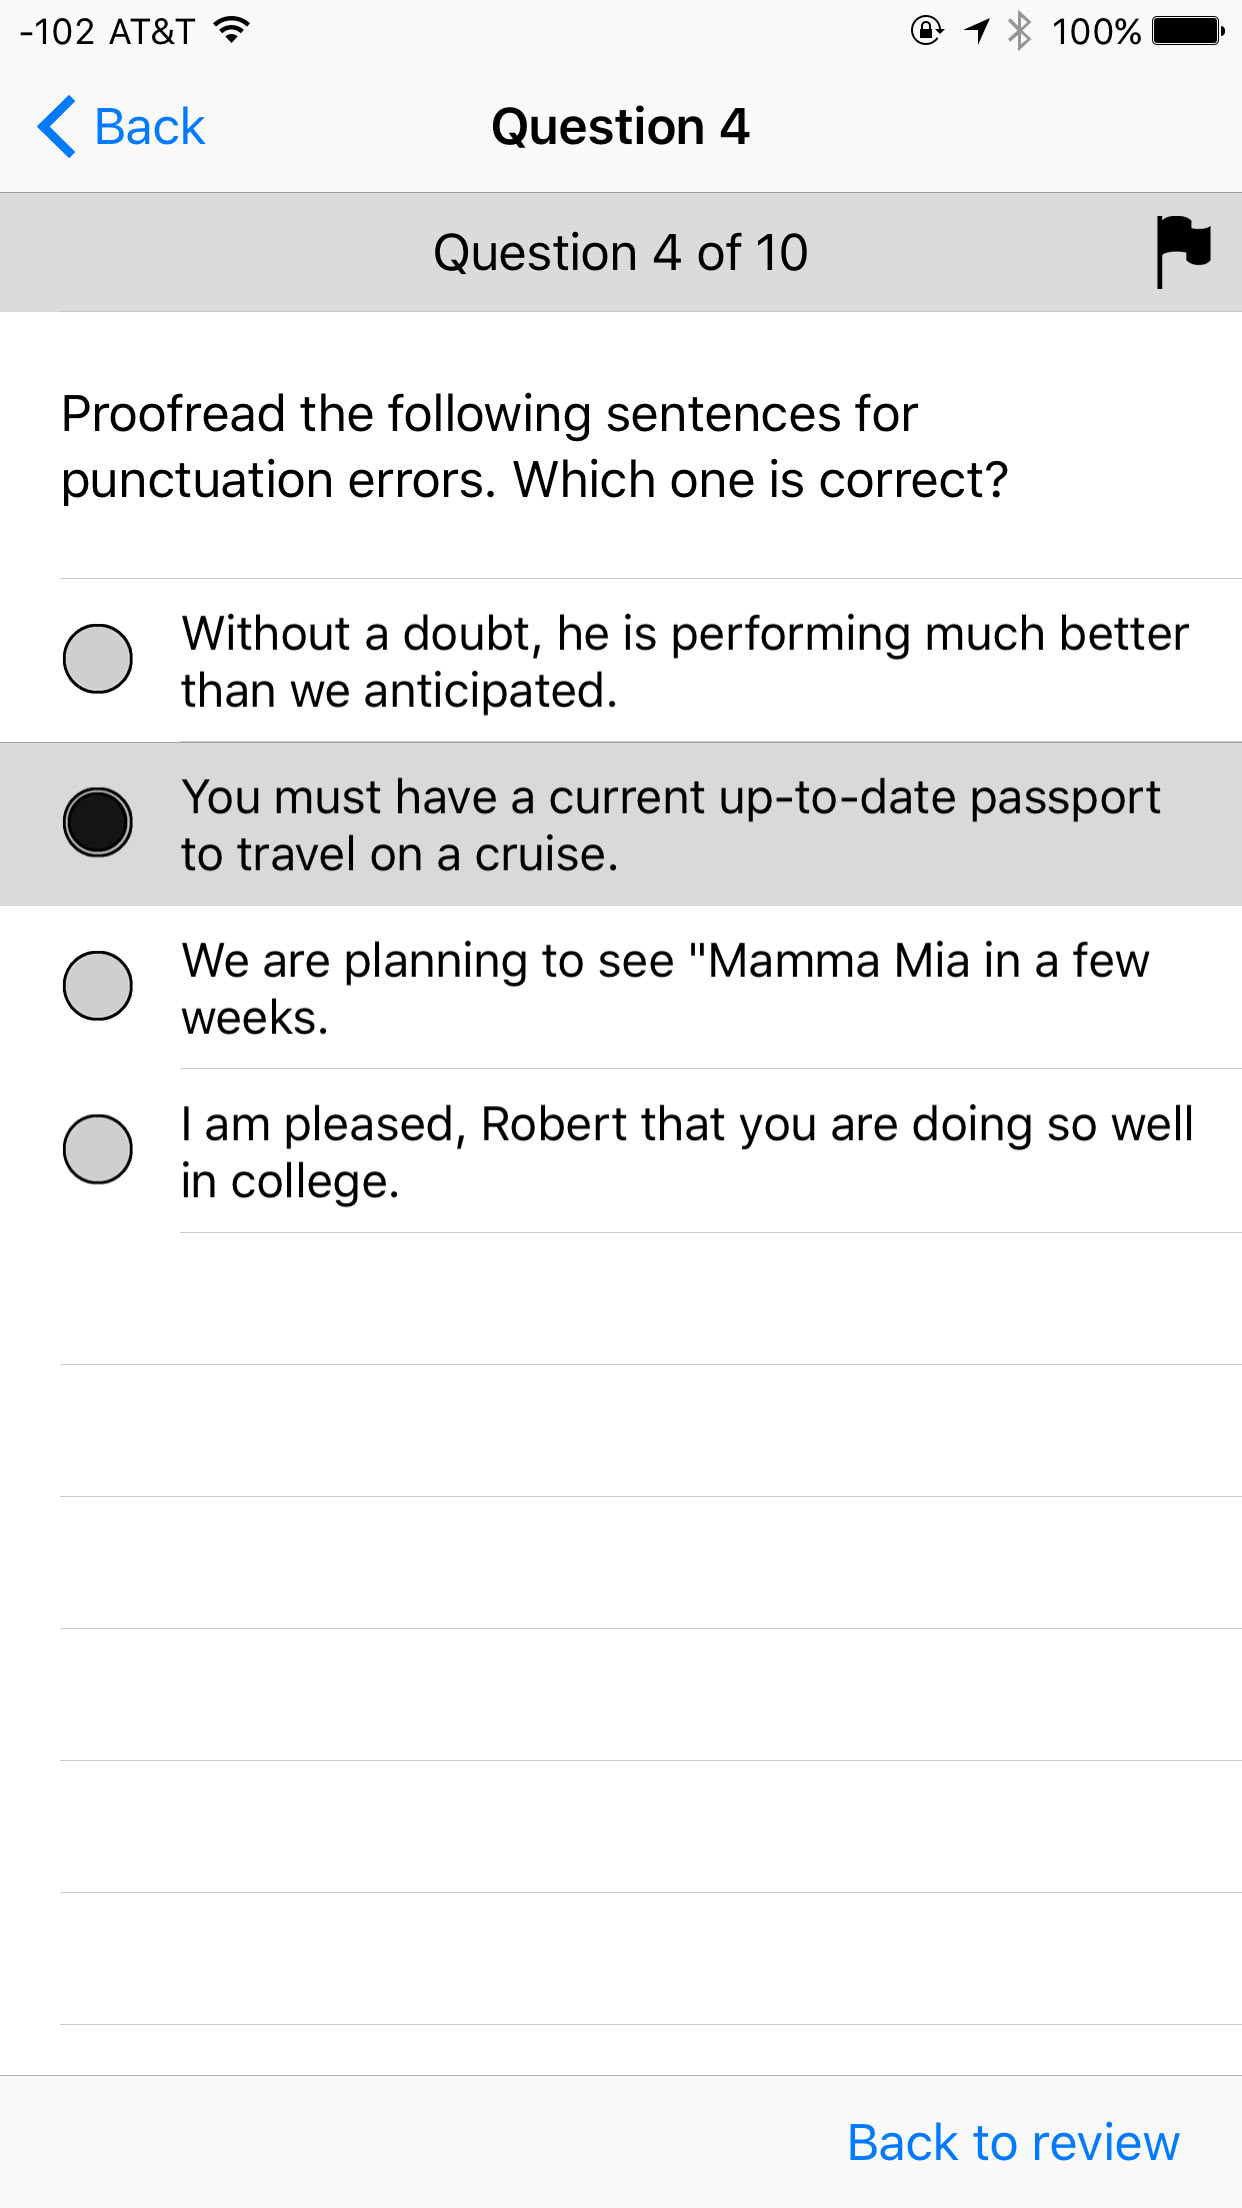 -102 AT&T 100%
Back Question 4
Question 4 of 10
Proofread the following sentences for
punctuation errors. Which one is correct?
Without a doubt, he is performing much better
than we anticipated.
You must have a current up-to-date passport
to travel on a cruise.
We are planning to see "Mamma Mia in a few
weeks.
I am pleased, Robert that you are doing so well
in college.
Back to review